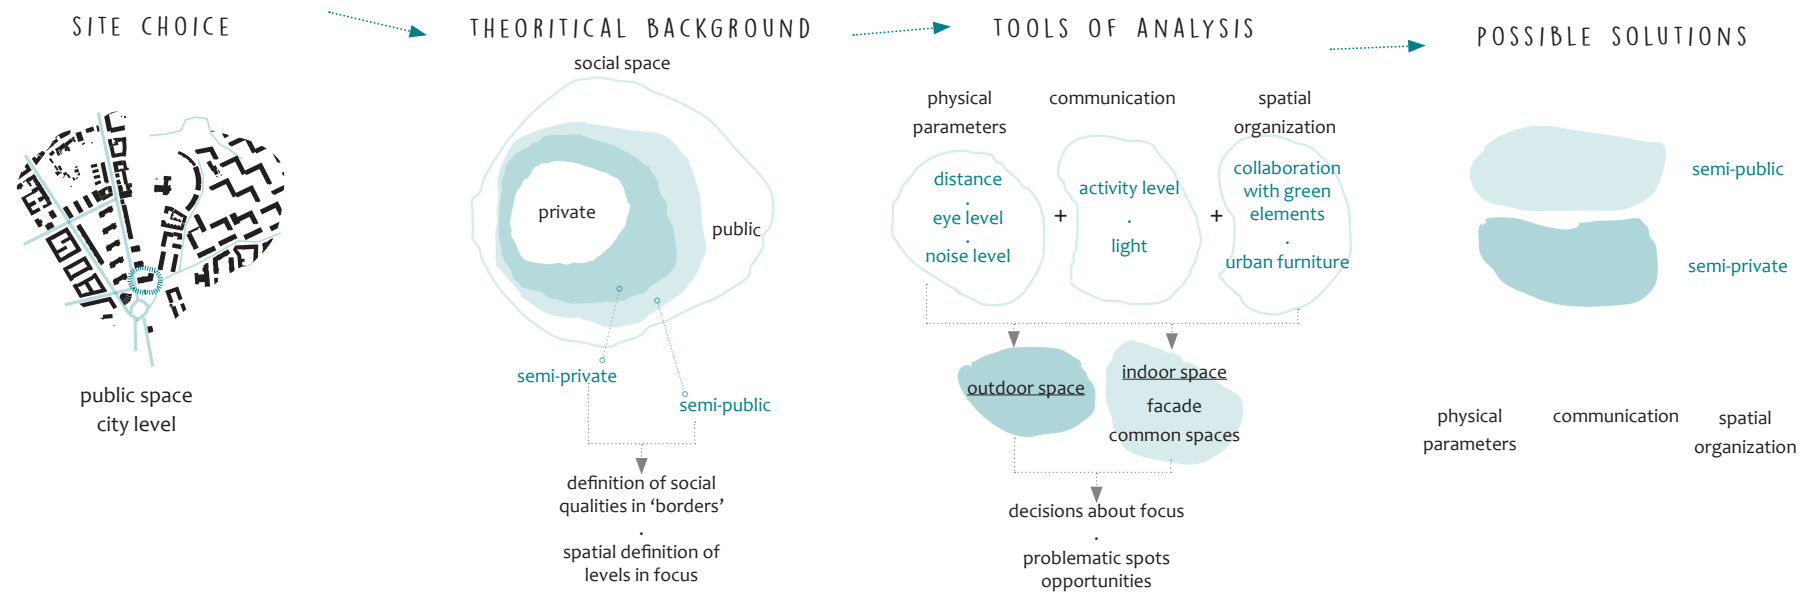 SITE CHOICE
public space
city level
THEORITICAL BACKGROUND
social space
private
public
semi-private
semi-public
definition of social
qualities in ‘borders’
.
spatial definition of
levels in focus
TOOLS OF ANALYSIS
physical
parameters
communication
spatial
organization
distance
.
eye level
.
noise level
+
activity level
.
light
+
collaboration
with green
elements
.
urban furniture
outdoor space
indoor space
facade
common spaces
decisions about focus
.
problematic spots
opportunities
POSSIBLE SOLUTIONS
semi-public
semi-private
physical
parameters
communication
spatial
organization